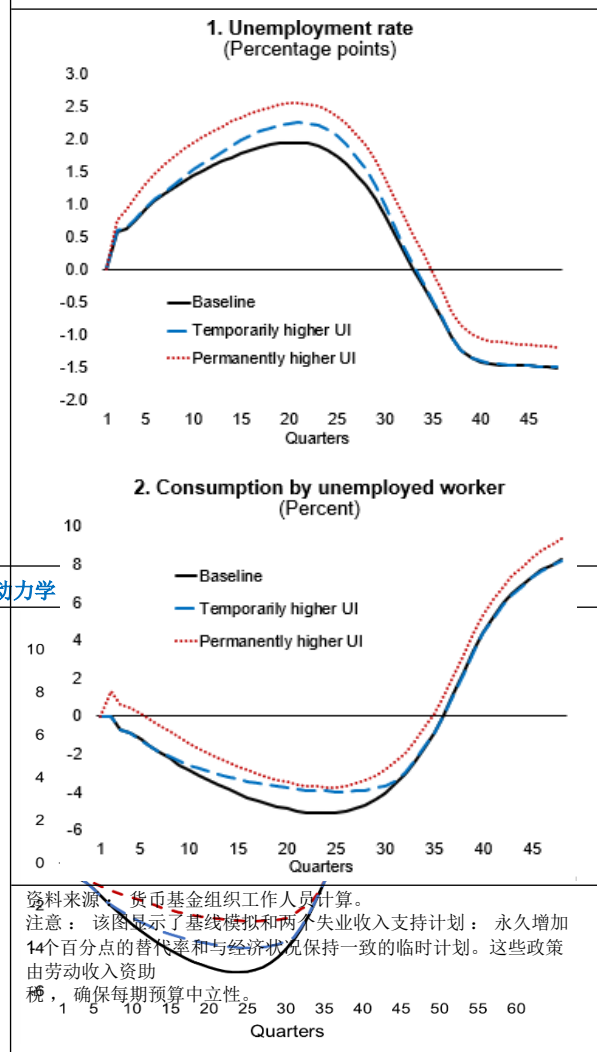 1. Unemployment rate
(Percentage points)
3.0
2.5
2.0
1.5
1.0
0.5
0.0
-0.5
-1.0
-1.5
-2.0
Baseline
Temporarily higher UI
Permanently higher UI
1 5 10 15 20 25 30 35 40 45
Quarters
2. Consumption by unemployed worker
(Percent)
10
8
6
4
2
0
-2
-4
-6
Baseline
Temporarily higher UI
Permanently higher UI
1 5 10 15 20 25 30 35 40 45
Quarters
动力学
10
8
6
4
2
0
-2
-6
资料来源： 货币基金组织工作人员计算。
注意： 该图显示了基线模拟和两个失业收入支持计划： 永久增加
个百分点的替代率和与经济状况保持一致的临时计划。这些政策
由劳动收入资助
税， 确保每期预算中立性。
1 5 10 15 20 25 30 35 40 45 50 55 60
Quarters